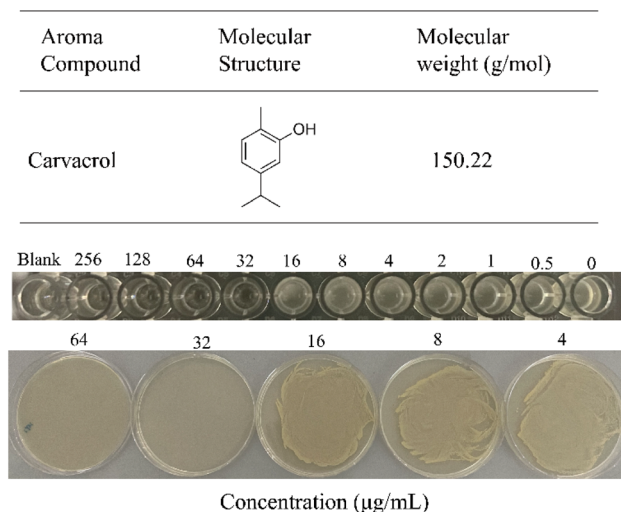 Aroma Compound
Molecular Structure
Molecular weight (g/mol)
Carvacrol
OH
150.22
Blank 256 128 64 32 16 8 4 2 1 0.5 0
64 32 16 8 4
Concentration (µg/mL)